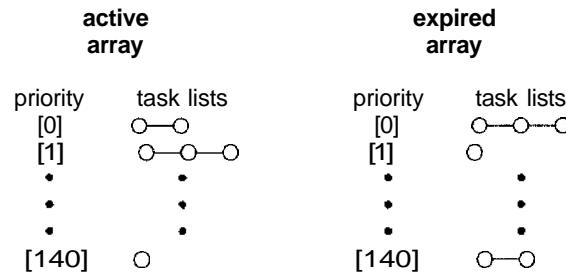 active array
expired array
priority task lists
priority task lists
[0]
[0]
[1]
[1]
[140]
[140]